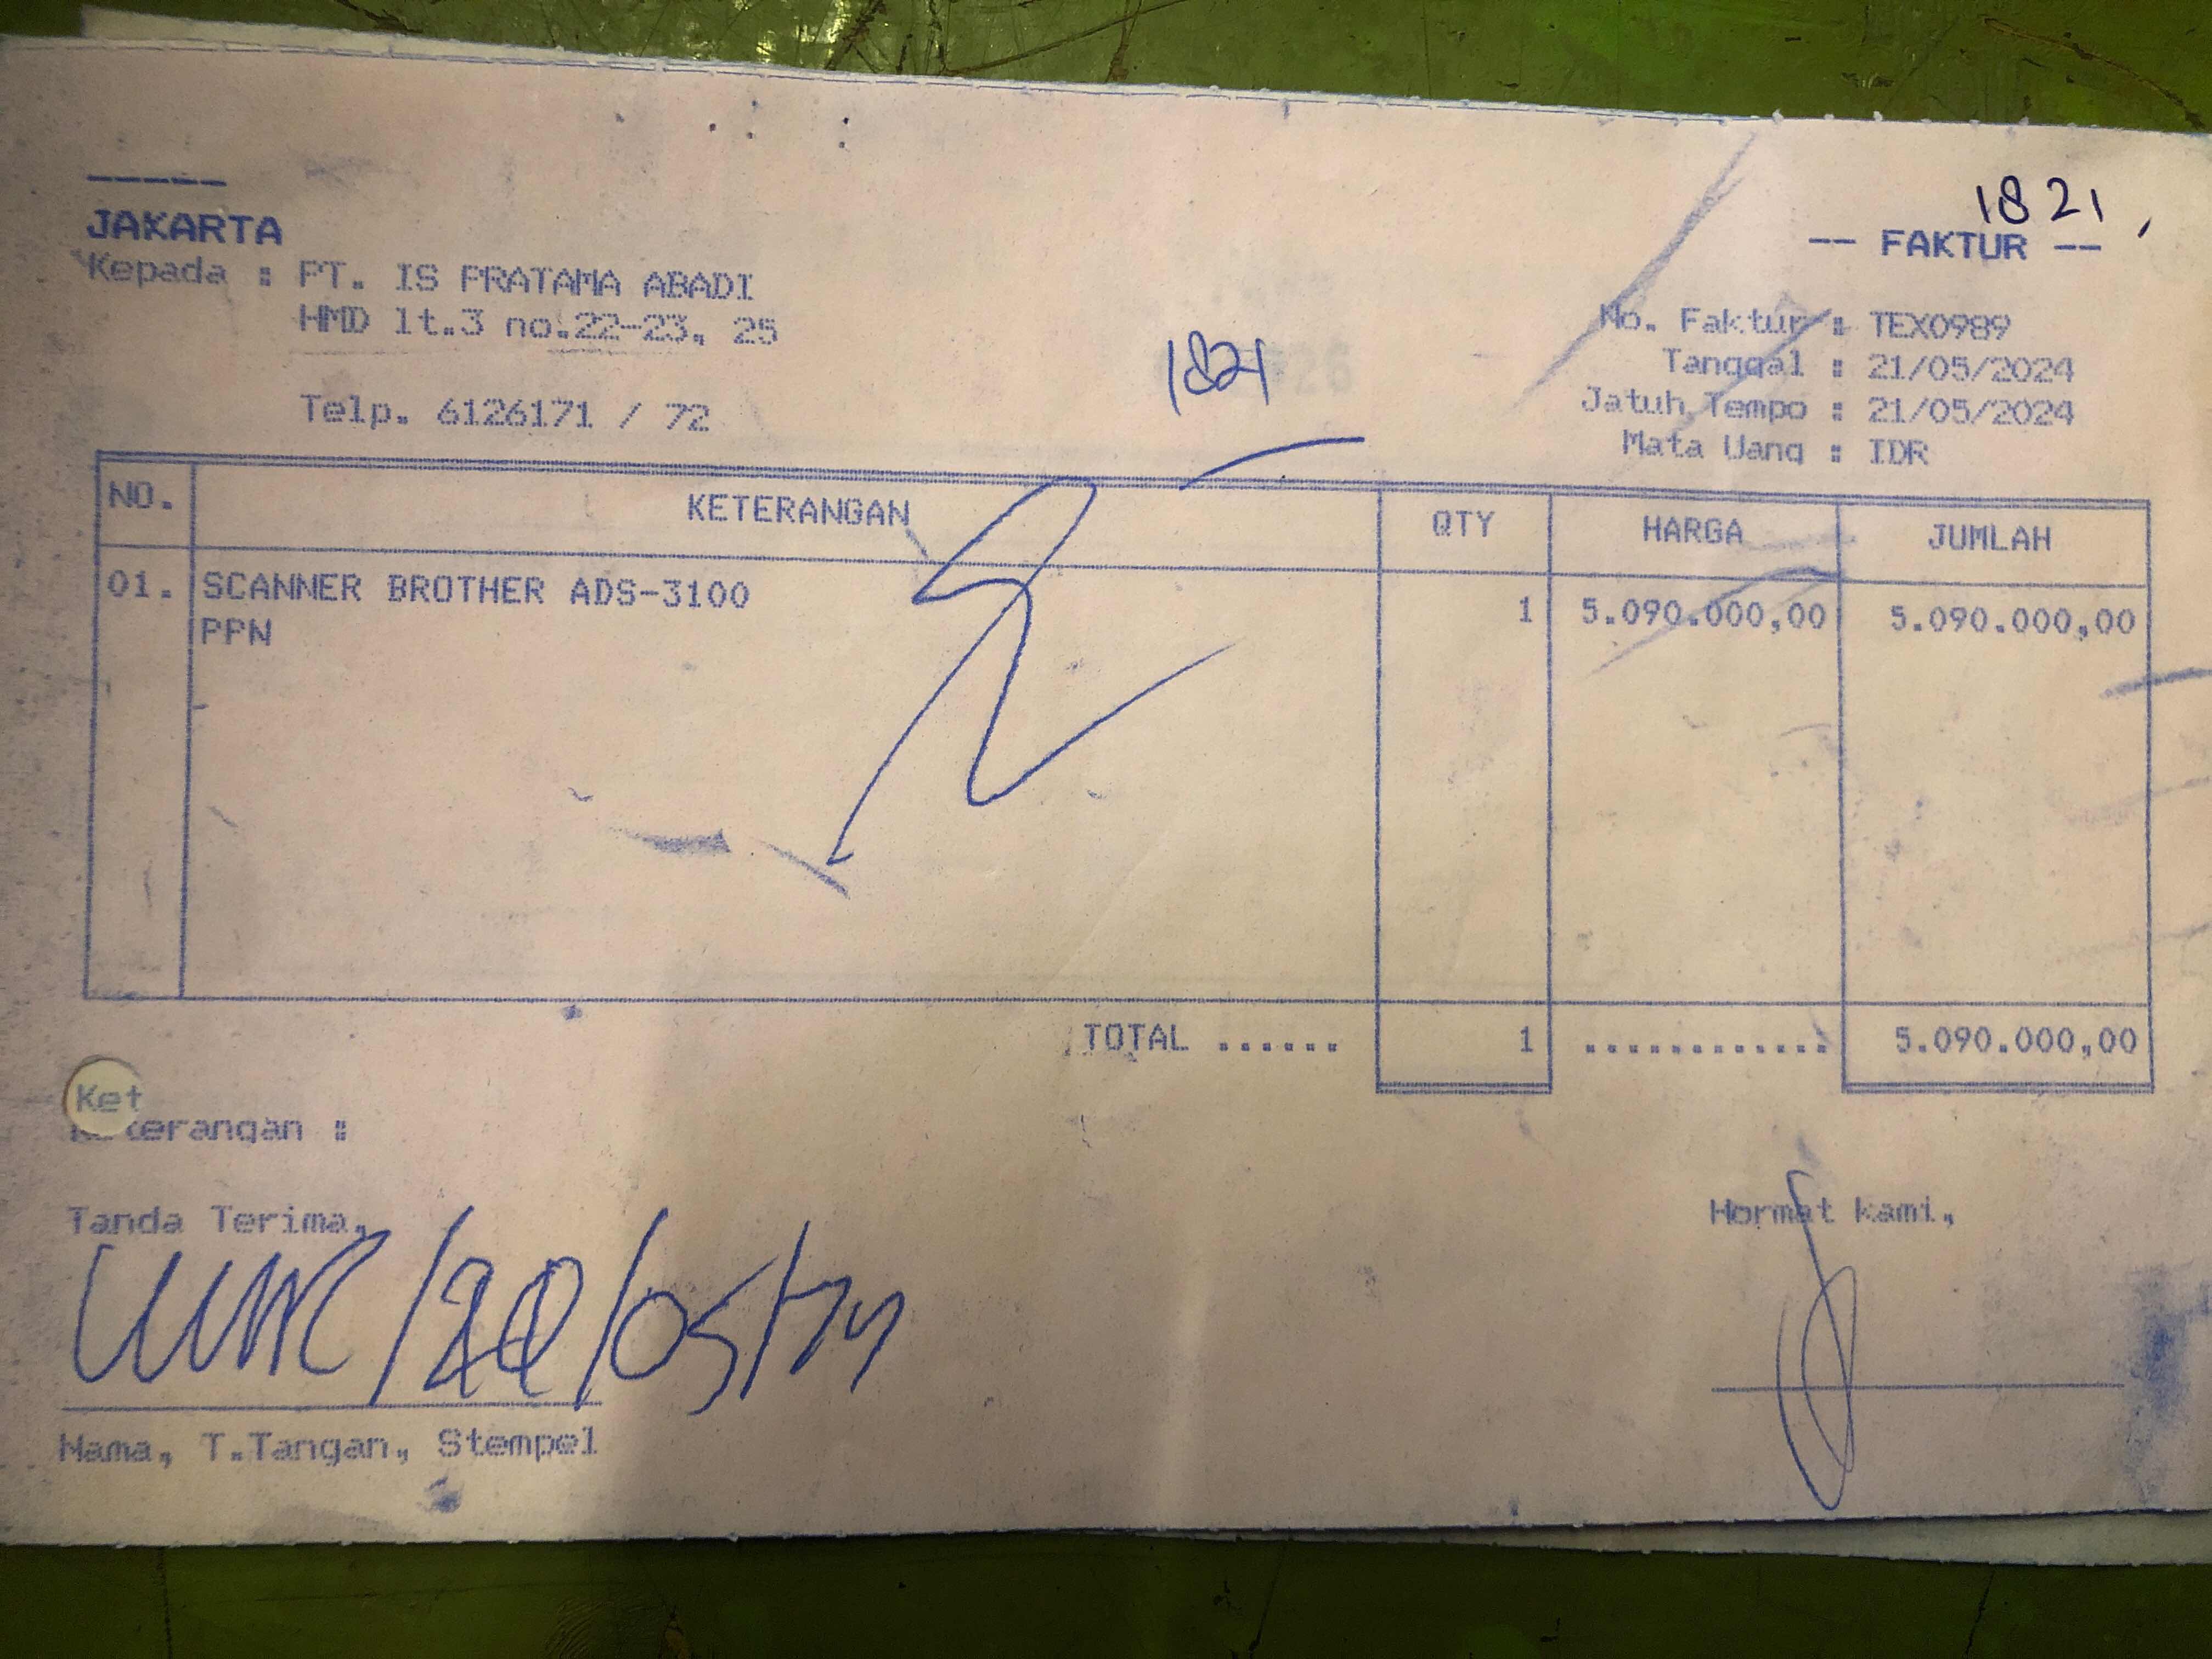 JAKARTA
1821
-- FAKTUR --
Kepada : PT. IS PRATAMA ABADI
HMD lt.3 no.22-23, 25
Telp. 6126171 / 72
1821
No. Faktur : TEX0989
Tanggal : 21/05/2024
Jatuh Tempo : 21/05/2024
Mata Uang : IDR
NO. KETERANGAN QTY HARGA JUMLAH
01. SCANNER BROTHER ADS-3100 1 5.090.000,00 5.090.000,00
PPN
TOTAL ...... 1 ............ 5.090.000,00
Ket
Keterangan :
Tanda Terima,
Hormat kami,
Nama, T.Tangan, Stempel